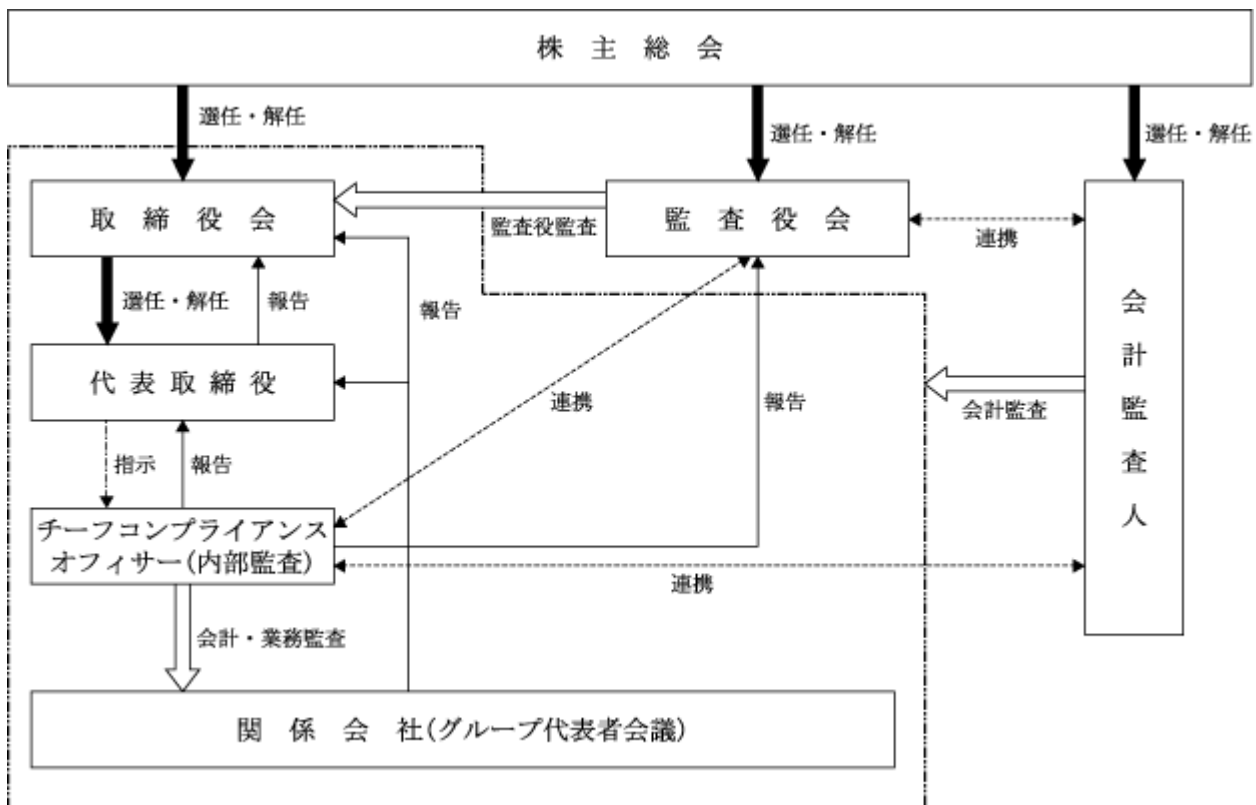 株主総会
選任・解任
選任・解任
選任・解任
取締役会
監査役監査
監査役会
連携
選任・解任
報告
報告
会計監査人
代表取締役
連携
報告
会計監査
指示
報告
チーフコンプライアンス
オフィサー(内部監査)
連携
会計・業務監査
関係会社(グループ代表者会議)